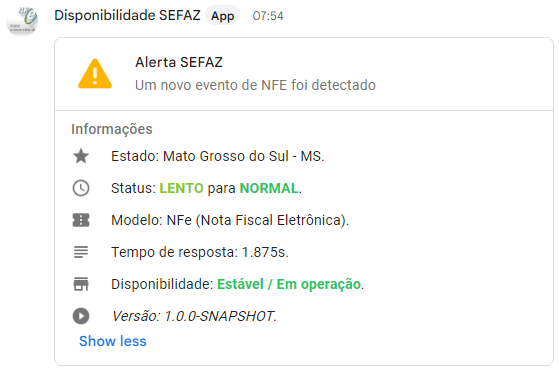 Disponibilidade SEFAZ App 07:54
Alerta SEFAZ
Um novo evento de NFE foi detectado
Informações
Estado: Mato Grosso do Sul - MS.
Status: LENTO para NORMAL.
Modelo: NFe (Nota Fiscal Eletrônica).
Tempo de resposta: 1.875s.
Disponibilidade: Estável / Em operação.
Versão: 1.0.0-SNAPSHOT.
Show less